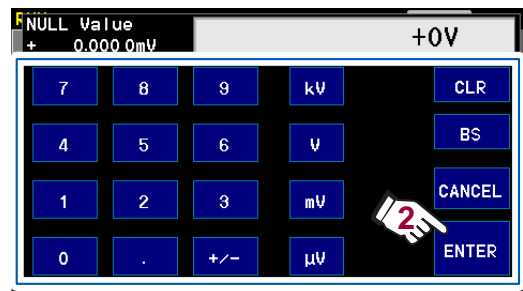 NULL Value
+ 0.000 0mV
+0V
7 8 9 kV CLR
4 5 6 V BS
1 2 3 mV CANCEL
2
0 . +/- µV ENTER